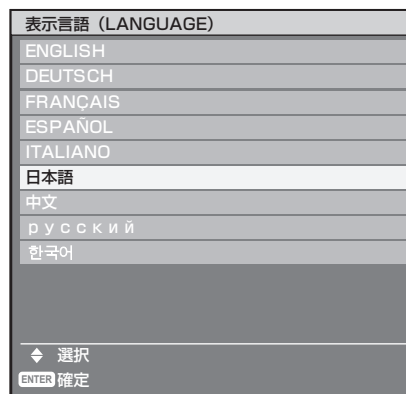 表示言語（LANGUAGE）
ENGLISH
DEUTSCH
FRANÇAIS
ESPAÑOL
ITALIANO
日本語
中文
русский
한국어
選択
ENTER 確定